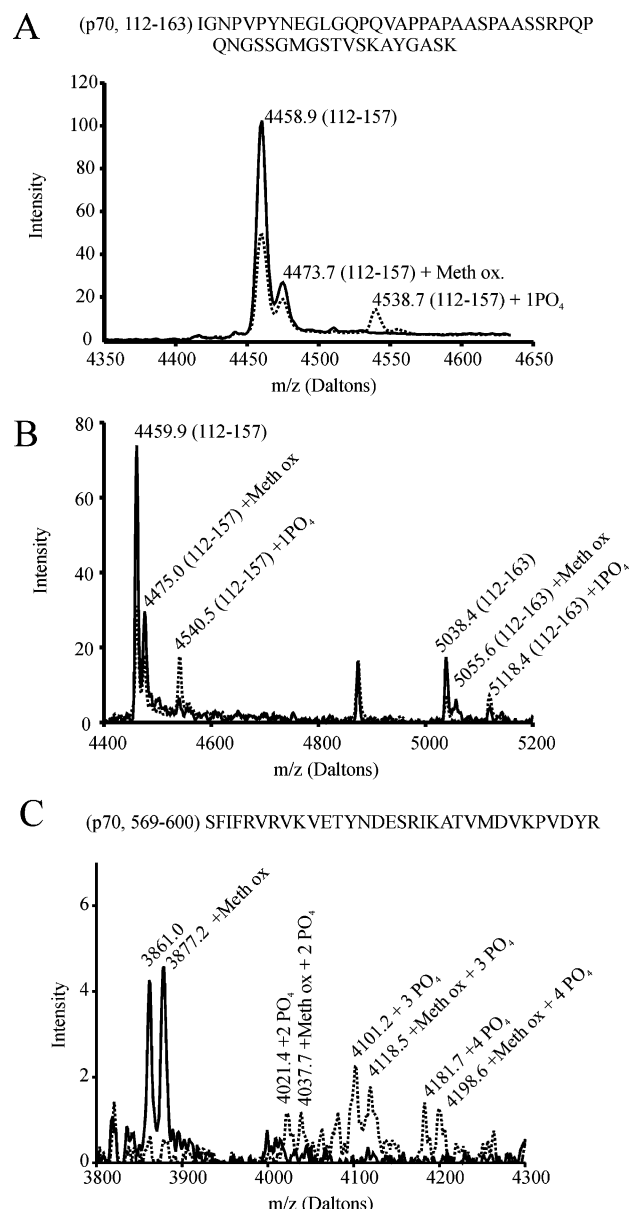 A
(p70, 112-163) IGNPVPYNEGLGQPQVAPPAPAASPAASSRPQP
QNGSSGMGSTVSKAYGASK
120
100
80
60
40
20
0
Intensity
4458.9 (112-157)
4473.7 (112-157) + Meth ox.
4538.7 (112-157) + 1PO₄
4350 4400 4450 4500 4550 4600 4650
m/z (Daltons)
B
80
60
40
20
0
Intensity
4459.9 (112-157)
4475.0 (112-157) +Meth ox
4540.5 (112-157) +1PO₄
5038.4 (112-163)
5055.6 (112-163) +Meth ox
5118.4 (112-163) +1PO₄
4400 4600 4800 5000 5200
m/z (Daltons)
C
(p70, 569-600) SFIFRVRVKVETYNDESRIKATVMDVKPVDYR
6
4
2
0
Intensity
3861.0
3877.2 +Meth ox
4021.4 +2 PO₄
4037.7 +Meth ox + 2 PO₄
4101.2 + 3 PO₄
4118.5 +Meth ox + 3 PO₄
4181.7 +4 PO₄
4198.6 +Meth ox + 4 PO₄
3800 3900 4000 4100 4200 4300
m/z (Daltons)